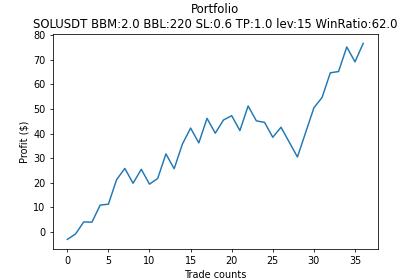 Portfolio
SOLUSDT BBM:2.0 BBL:220 SL:0.6 TP:1.0 lev:15 WinRatio:62.0
80
70
60
50
40
30
20
10
0
Profit ($)
0 5 10 15 20 25 30 35
Trade counts